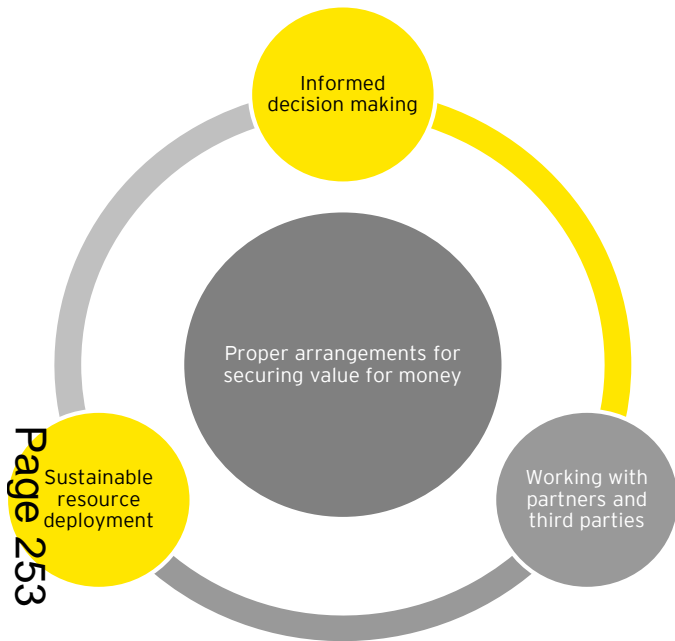 Informed
decision making
Proper arrangements for
securing value for money
Sustainable
resource
deployment
Working with
partners and
third parties
Page 253